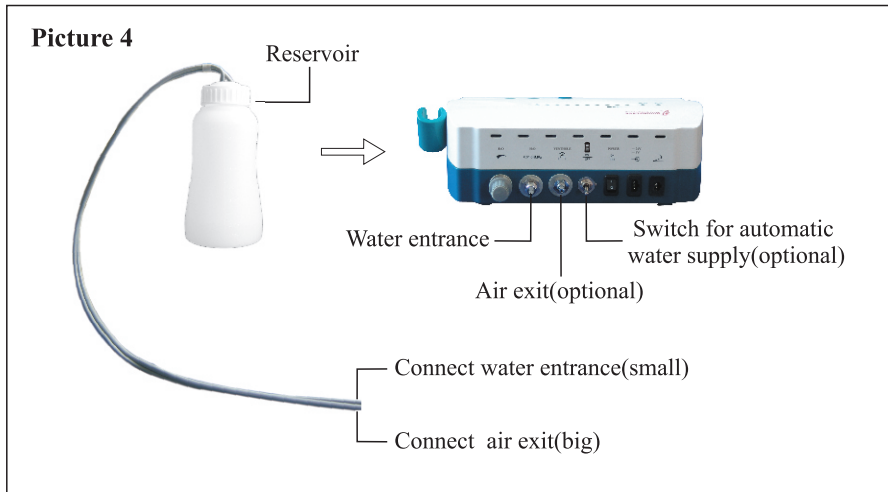 Picture 4
Reservoir
Water entrance
Switch for automatic
water supply(optional)
Air exit(optional)
Connect water entrance(small)
Connect air exit(big)